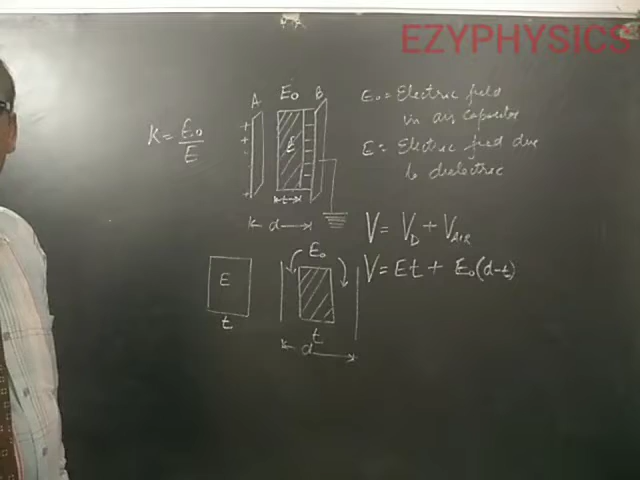 EZYPHYSICS
K = E₀/E
A
E₀
B
+
+
+
E
t
d
E₀ = Electric field
in air capacitor
E = Electric field due
to dielectric
V = V_D + V_AIR
V = Et + E₀(d-t)
E
t
E₀
t
d